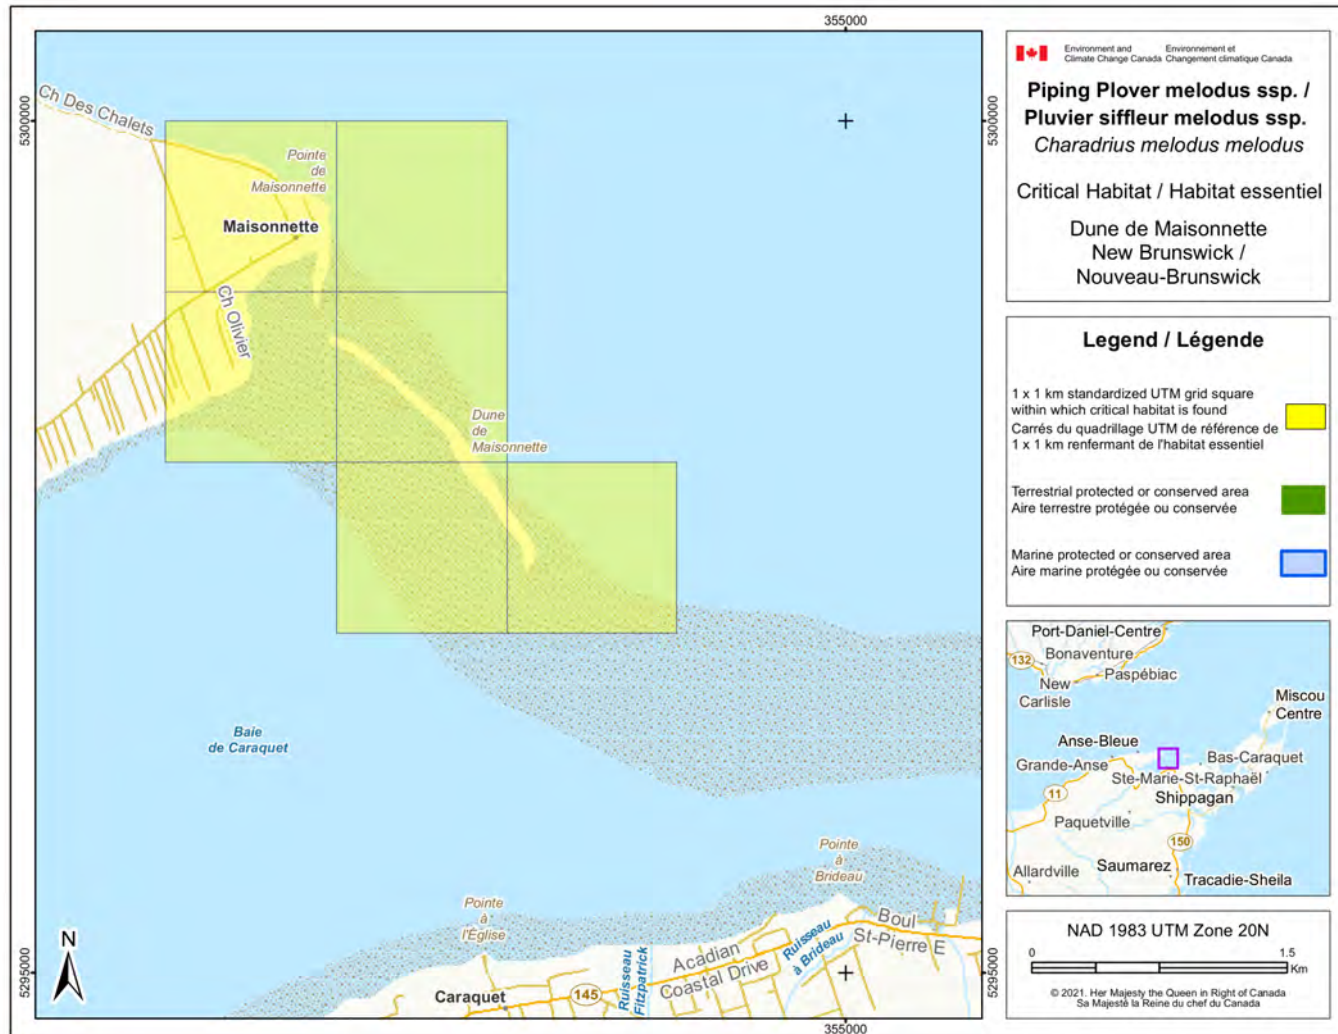 355000
5300000
5300000
Ch Des Chalets
Pointe
de
Maisonnette
Maisonnette
Ch Olivier
Dune
de
Maisonnette
Baie
de Caraquet
Pointe
à
Brideau
Pointe
à
l'Église
Ruisseau
Fitzpatrick
Acadian
Coastal Drive
Ruisseau
à Brideau
Boul
St-Pierre E
Caraquet
145
N
5295000
5295000
355000
Environment and
Climate Change Canada
Environnement et
Changement climatique Canada
Piping Plover melodus ssp. /
Pluvier siffleur melodus ssp.
Charadrius melodus melodus
Critical Habitat / Habitat essentiel
Dune de Maisonnette
New Brunswick /
Nouveau-Brunswick
Legend / Légende
1 x 1 km standardized UTM grid square
within which critical habitat is found
Carrés du quadrillage UTM de référence de
1 x 1 km renfermant de l'habitat essentiel
Terrestrial protected or conserved area
Aire terrestre protégée ou conservée
Marine protected or conserved area
Aire marine protégée ou conservée
Port-Daniel-Centre
132
Bonaventure
Paspébiac
New
Carlisle
Miscou
Centre
Anse-Bleue
Grande-Anse
Bas-Caraquet
Ste-Marie-St-Raphaël
11
Shippagan
Paquetville
150
Allardville
Saumarez
Tracadie-Sheila
NAD 1983 UTM Zone 20N
0
1.5
Km
© 2021. Her Majesty the Queen in Right of Canada
Sa Majesté la Reine du chef du Canada